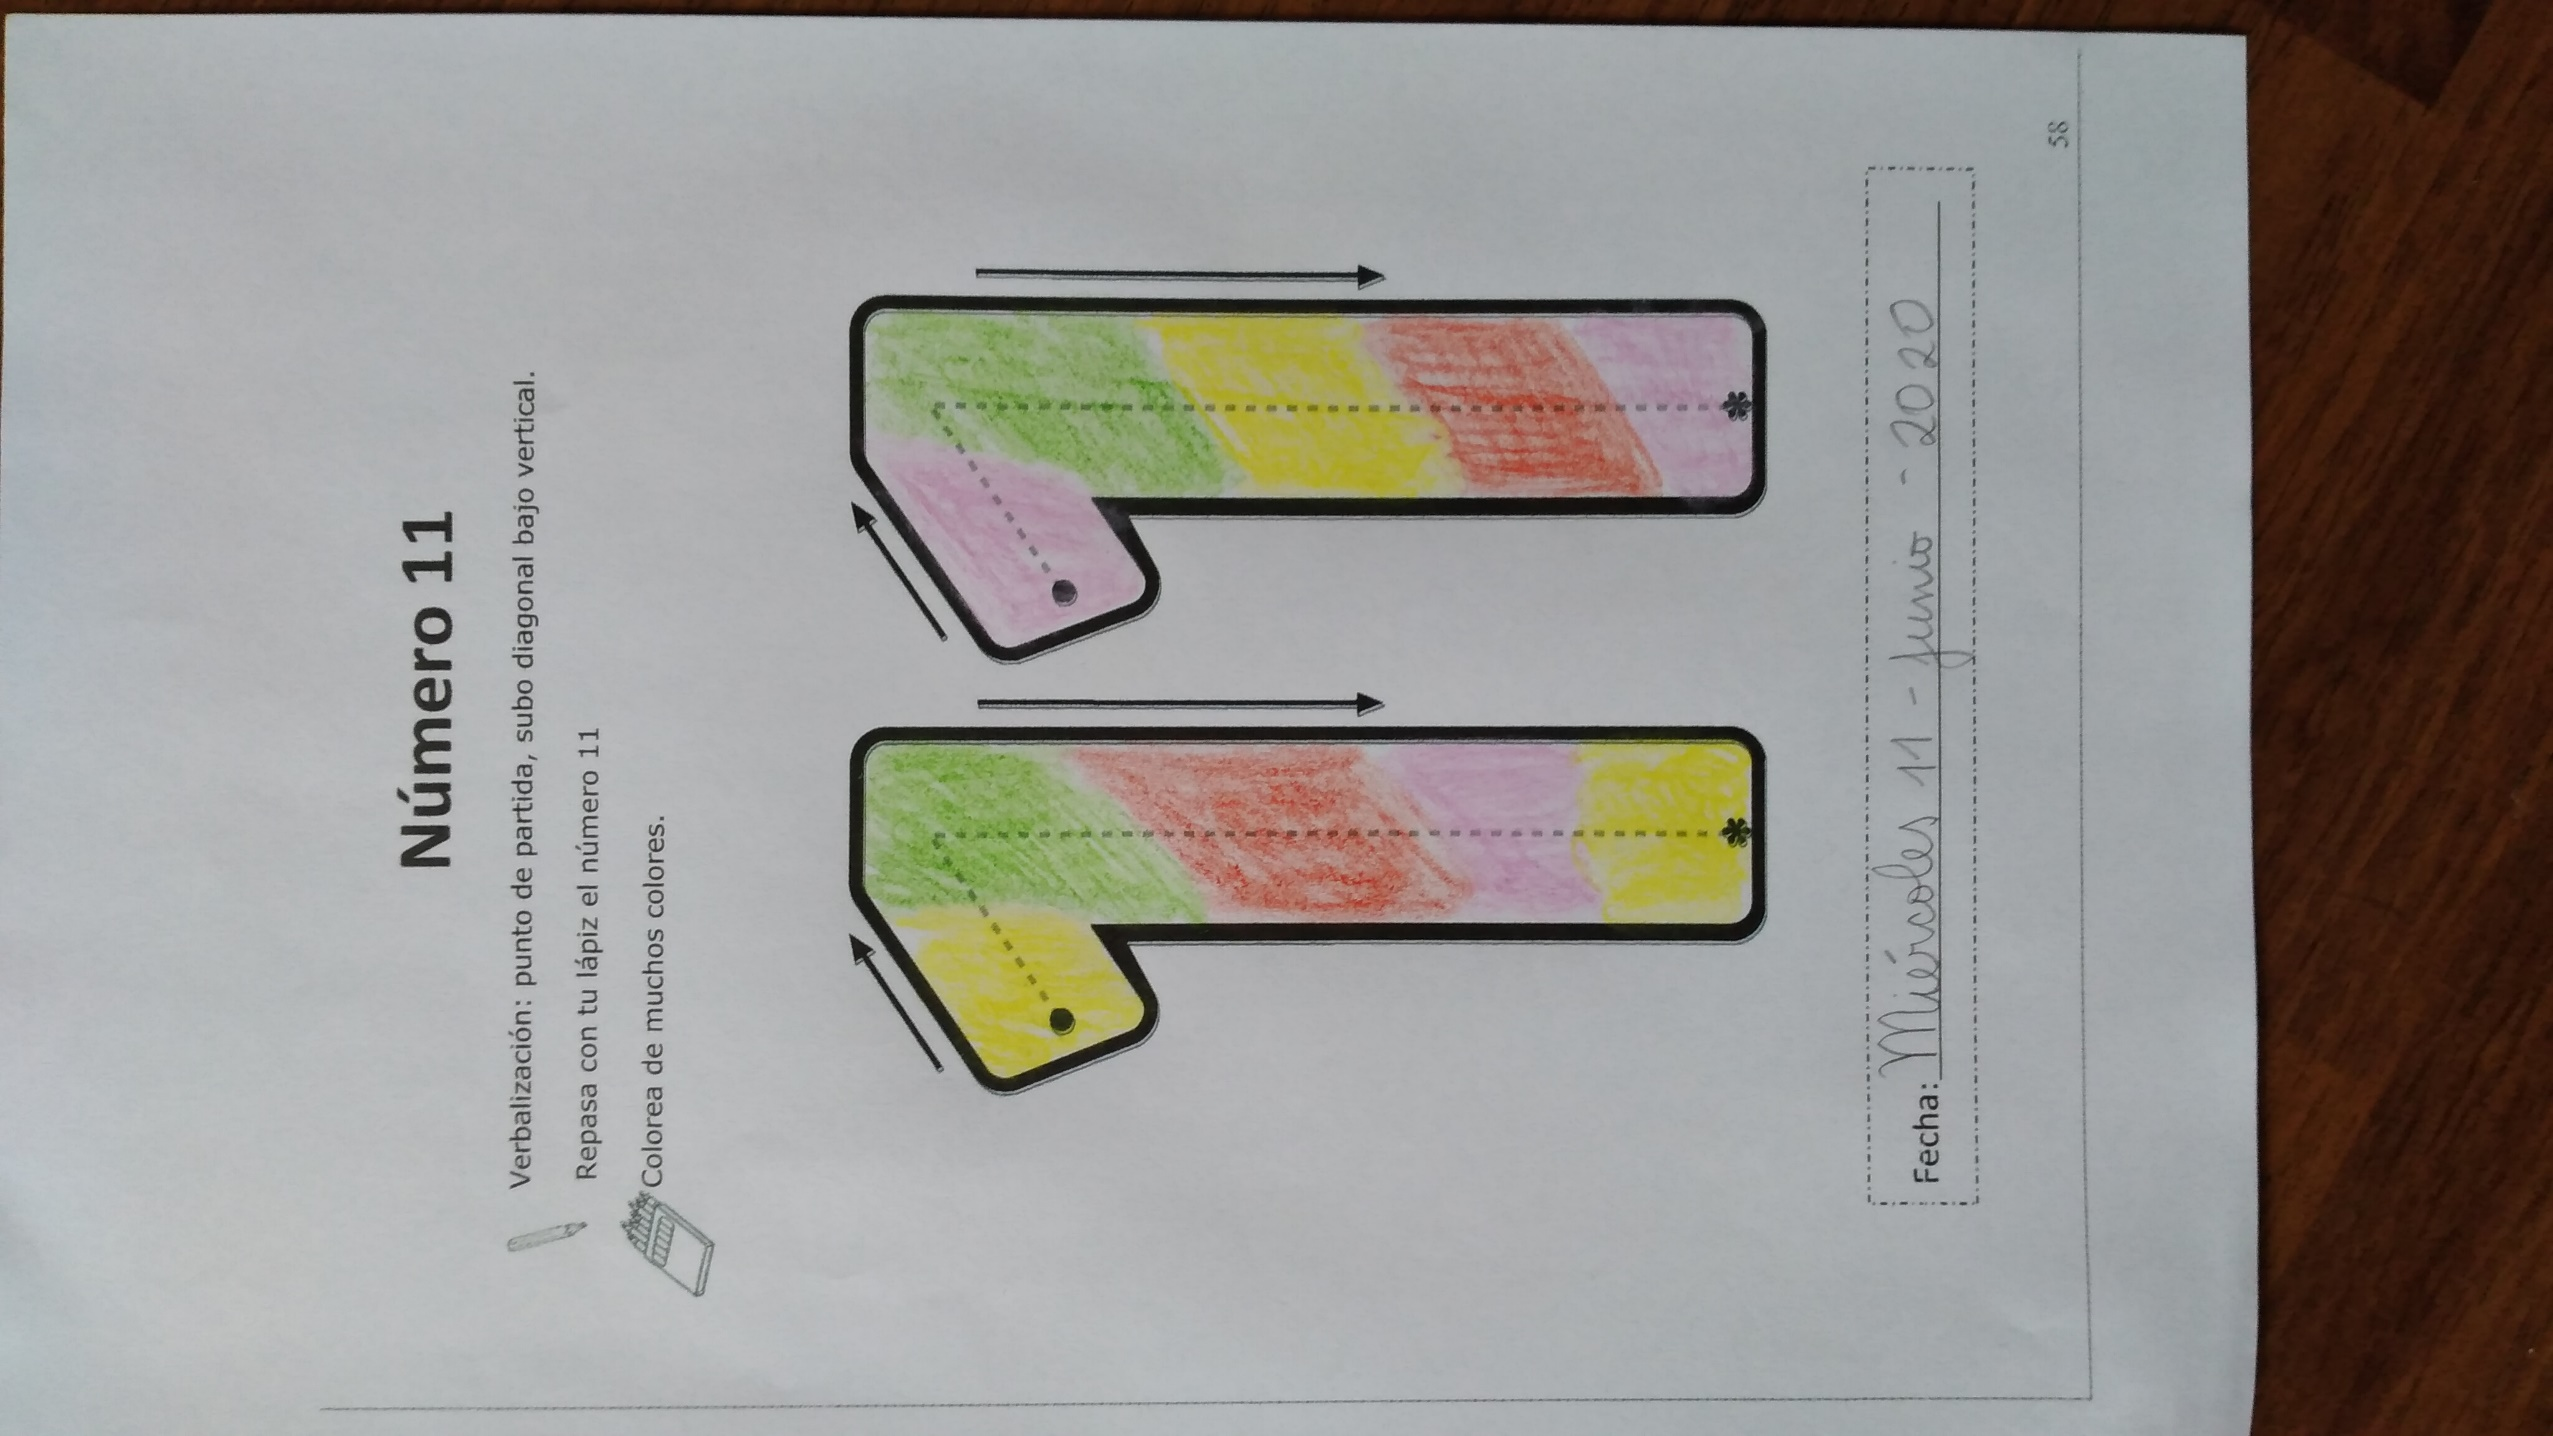 Número 11
Verbalización: punto de partida, subo diagonal bajo vertical.
Repasa con tu lápiz el número 11
Colorea de muchos colores.
Fecha: Miércoles 11 - junio - 2020
58